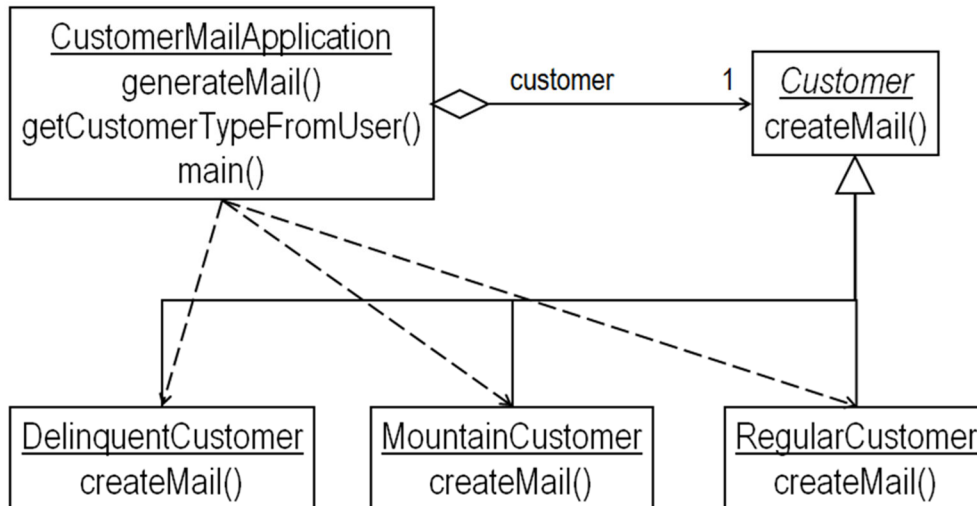 CustomerMailApplication
generateMail()
getCustomerTypeFromUser()
main()
customer
1
Customer
createMail()
DelinquentCustomer
createMail()
MountainCustomer
createMail()
RegularCustomer
createMail()